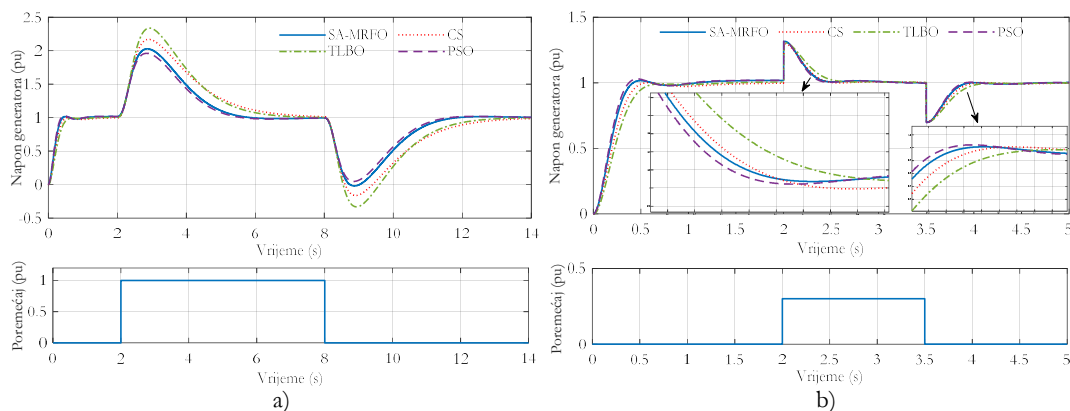 Napon generatora (pu)
2.5
2
1.5
1
0.5
0
-0.5
SA-MRFO
CS
TLBO
PSO
0 2 4 6 8 10 12 14
Vrijeme (s)
Poremećaj (pu)
1
0.5
0
0 2 4 6 8 10 12 14
Vrijeme (s)
a)
Napon generatora (pu)
1.5
1
0.5
0
SA-MRFO CS TLBO PSO
0 0.5 1 1.5 2 2.5 3 3.5 4 4.5 5
Vrijeme (s)
Poremećaj (pu)
0.5
0
0 0.5 1 1.5 2 2.5 3 3.5 4 4.5 5
Vrijeme (s)
b)